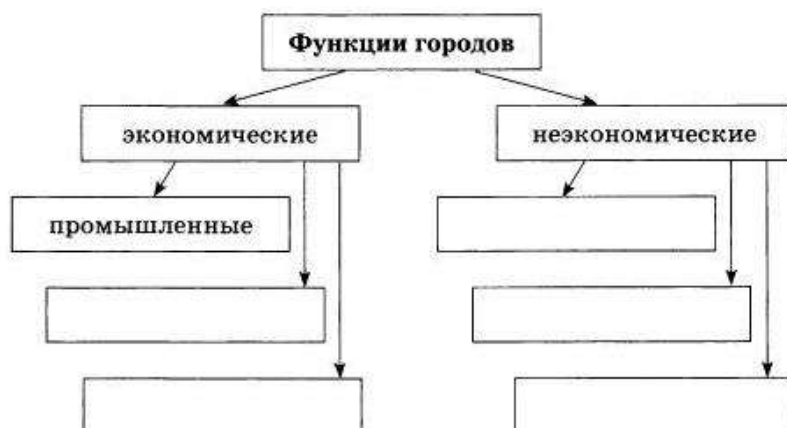 Функции городов
экономические
неэкономические
промышленные